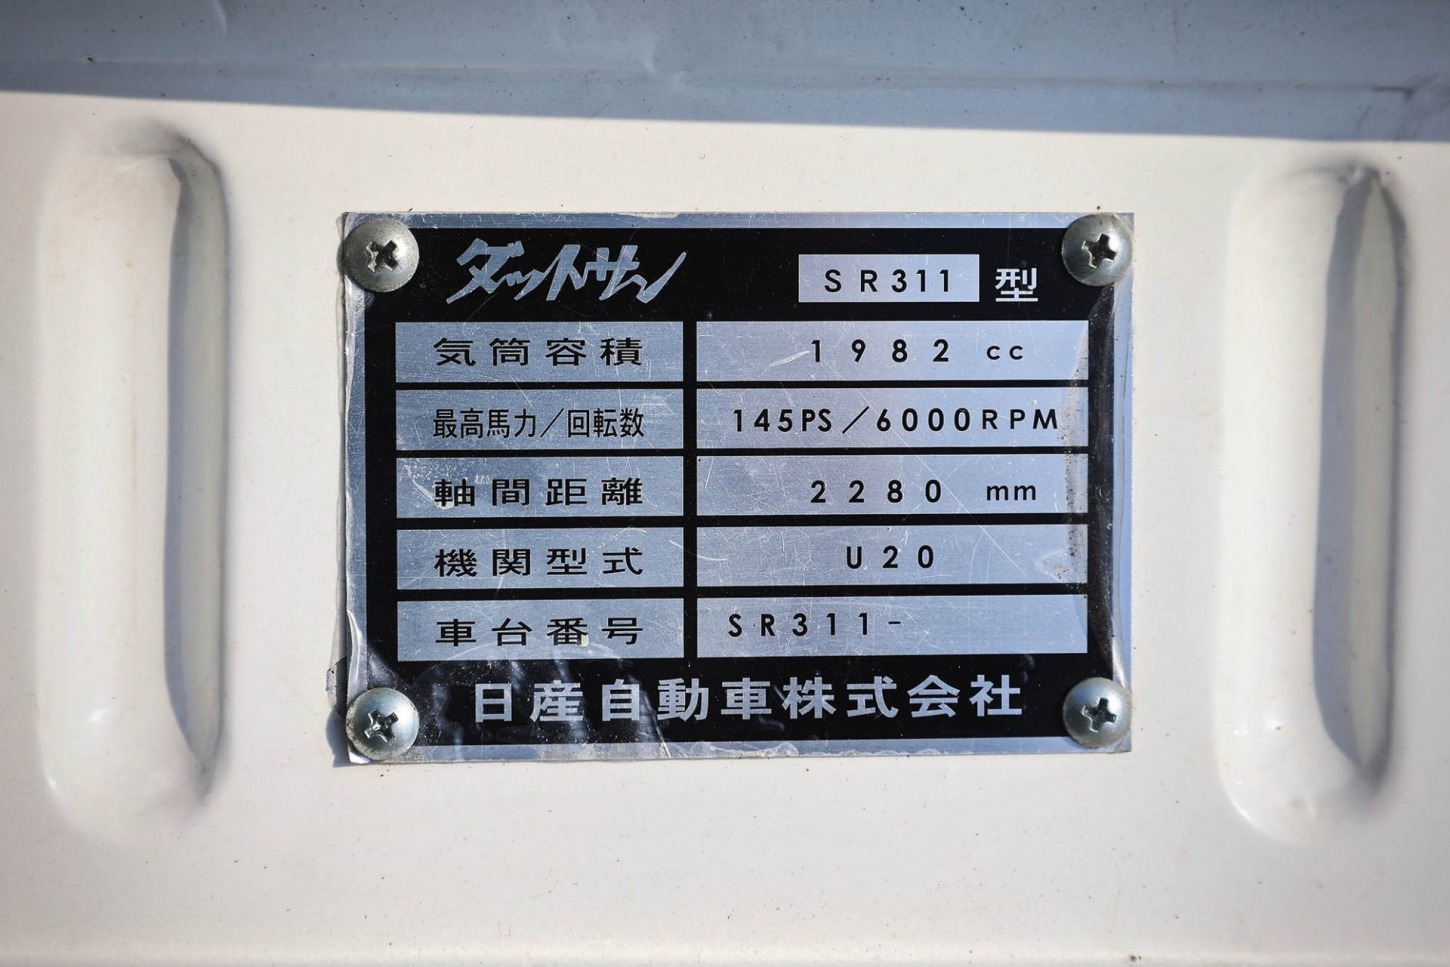 ダットサン SR311 型
気筒容積 1982 cc
最高馬力／回転数 145PS／6000RPM
軸間距離 2280 mm
機関型式 U20
車台番号 SR311-
日産自動車株式会社